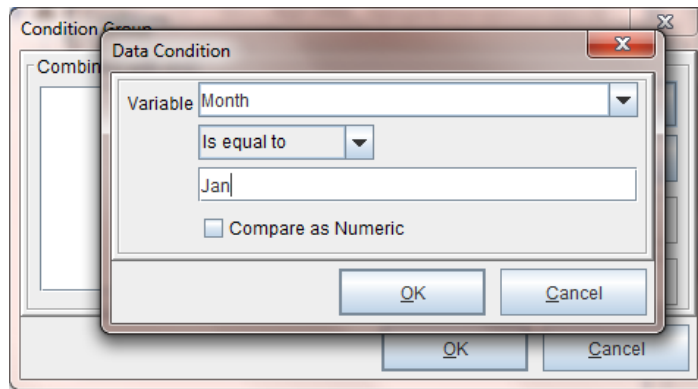 Condition Group
Data Condition
Combin
Variable Month
Is equal to
Jan
Compare as Numeric
OK Cancel
OK Cancel